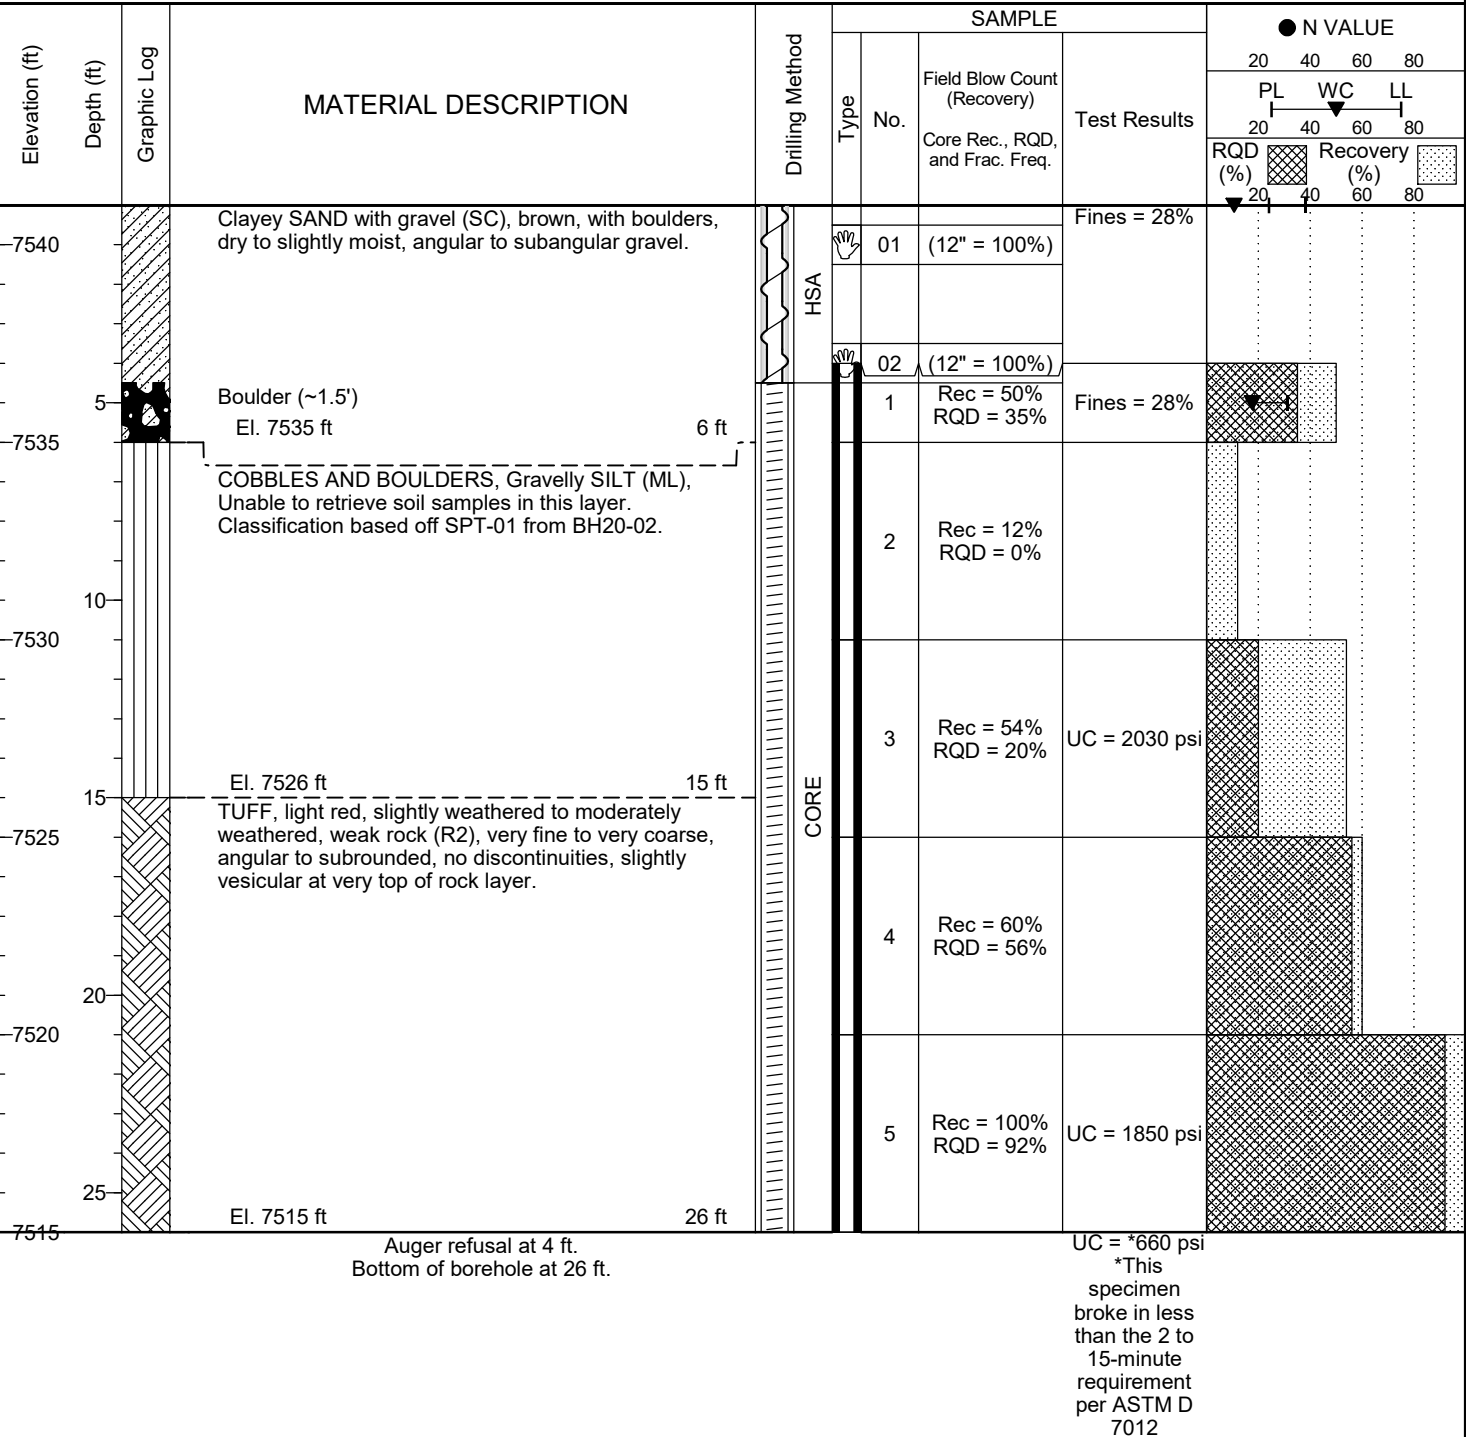 Elevation (ft)
Depth (ft)
Graphic Log
MATERIAL DESCRIPTION
Drilling Method
SAMPLE
Type
No.
Field Blow Count
(Recovery)
Core Rec., RQD,
and Frac. Freq.
Test Results
N VALUE
20 40 60 80
PL WC LL
20 40 60 80
RQD
(%)
Recovery
(%)
20 40 60 80
Clayey SAND with gravel (SC), brown, with boulders,
dry to slightly moist, angular to subangular gravel.
7540
HSA
01
(12" = 100%)
Fines = 28%
02
(12" = 100%)
5
Boulder (~1.5')
El. 7535 ft 6 ft
7535
1
Rec = 50%
RQD = 35%
Fines = 28%
COBBLES AND BOULDERS, Gravelly SILT (ML),
Unable to retrieve soil samples in this layer.
Classification based off SPT-01 from BH20-02.
2
Rec = 12%
RQD = 0%
10
7530
3
Rec = 54%
RQD = 20%
UC = 2030 psi
El. 7526 ft 15 ft
15
CORE
TUFF, light red, slightly weathered to moderately
weathered, weak rock (R2), very fine to very coarse,
angular to subrounded, no discontinuities, slightly
vesicular at very top of rock layer.
7525
4
Rec = 60%
RQD = 56%
20
7520
5
Rec = 100%
RQD = 92%
UC = 1850 psi
25
El. 7515 ft 26 ft
7515
Auger refusal at 4 ft.
Bottom of borehole at 26 ft.
UC = *660 psi
*This
specimen
broke in less
than the 2 to
15-minute
requirement
per ASTM D
7012